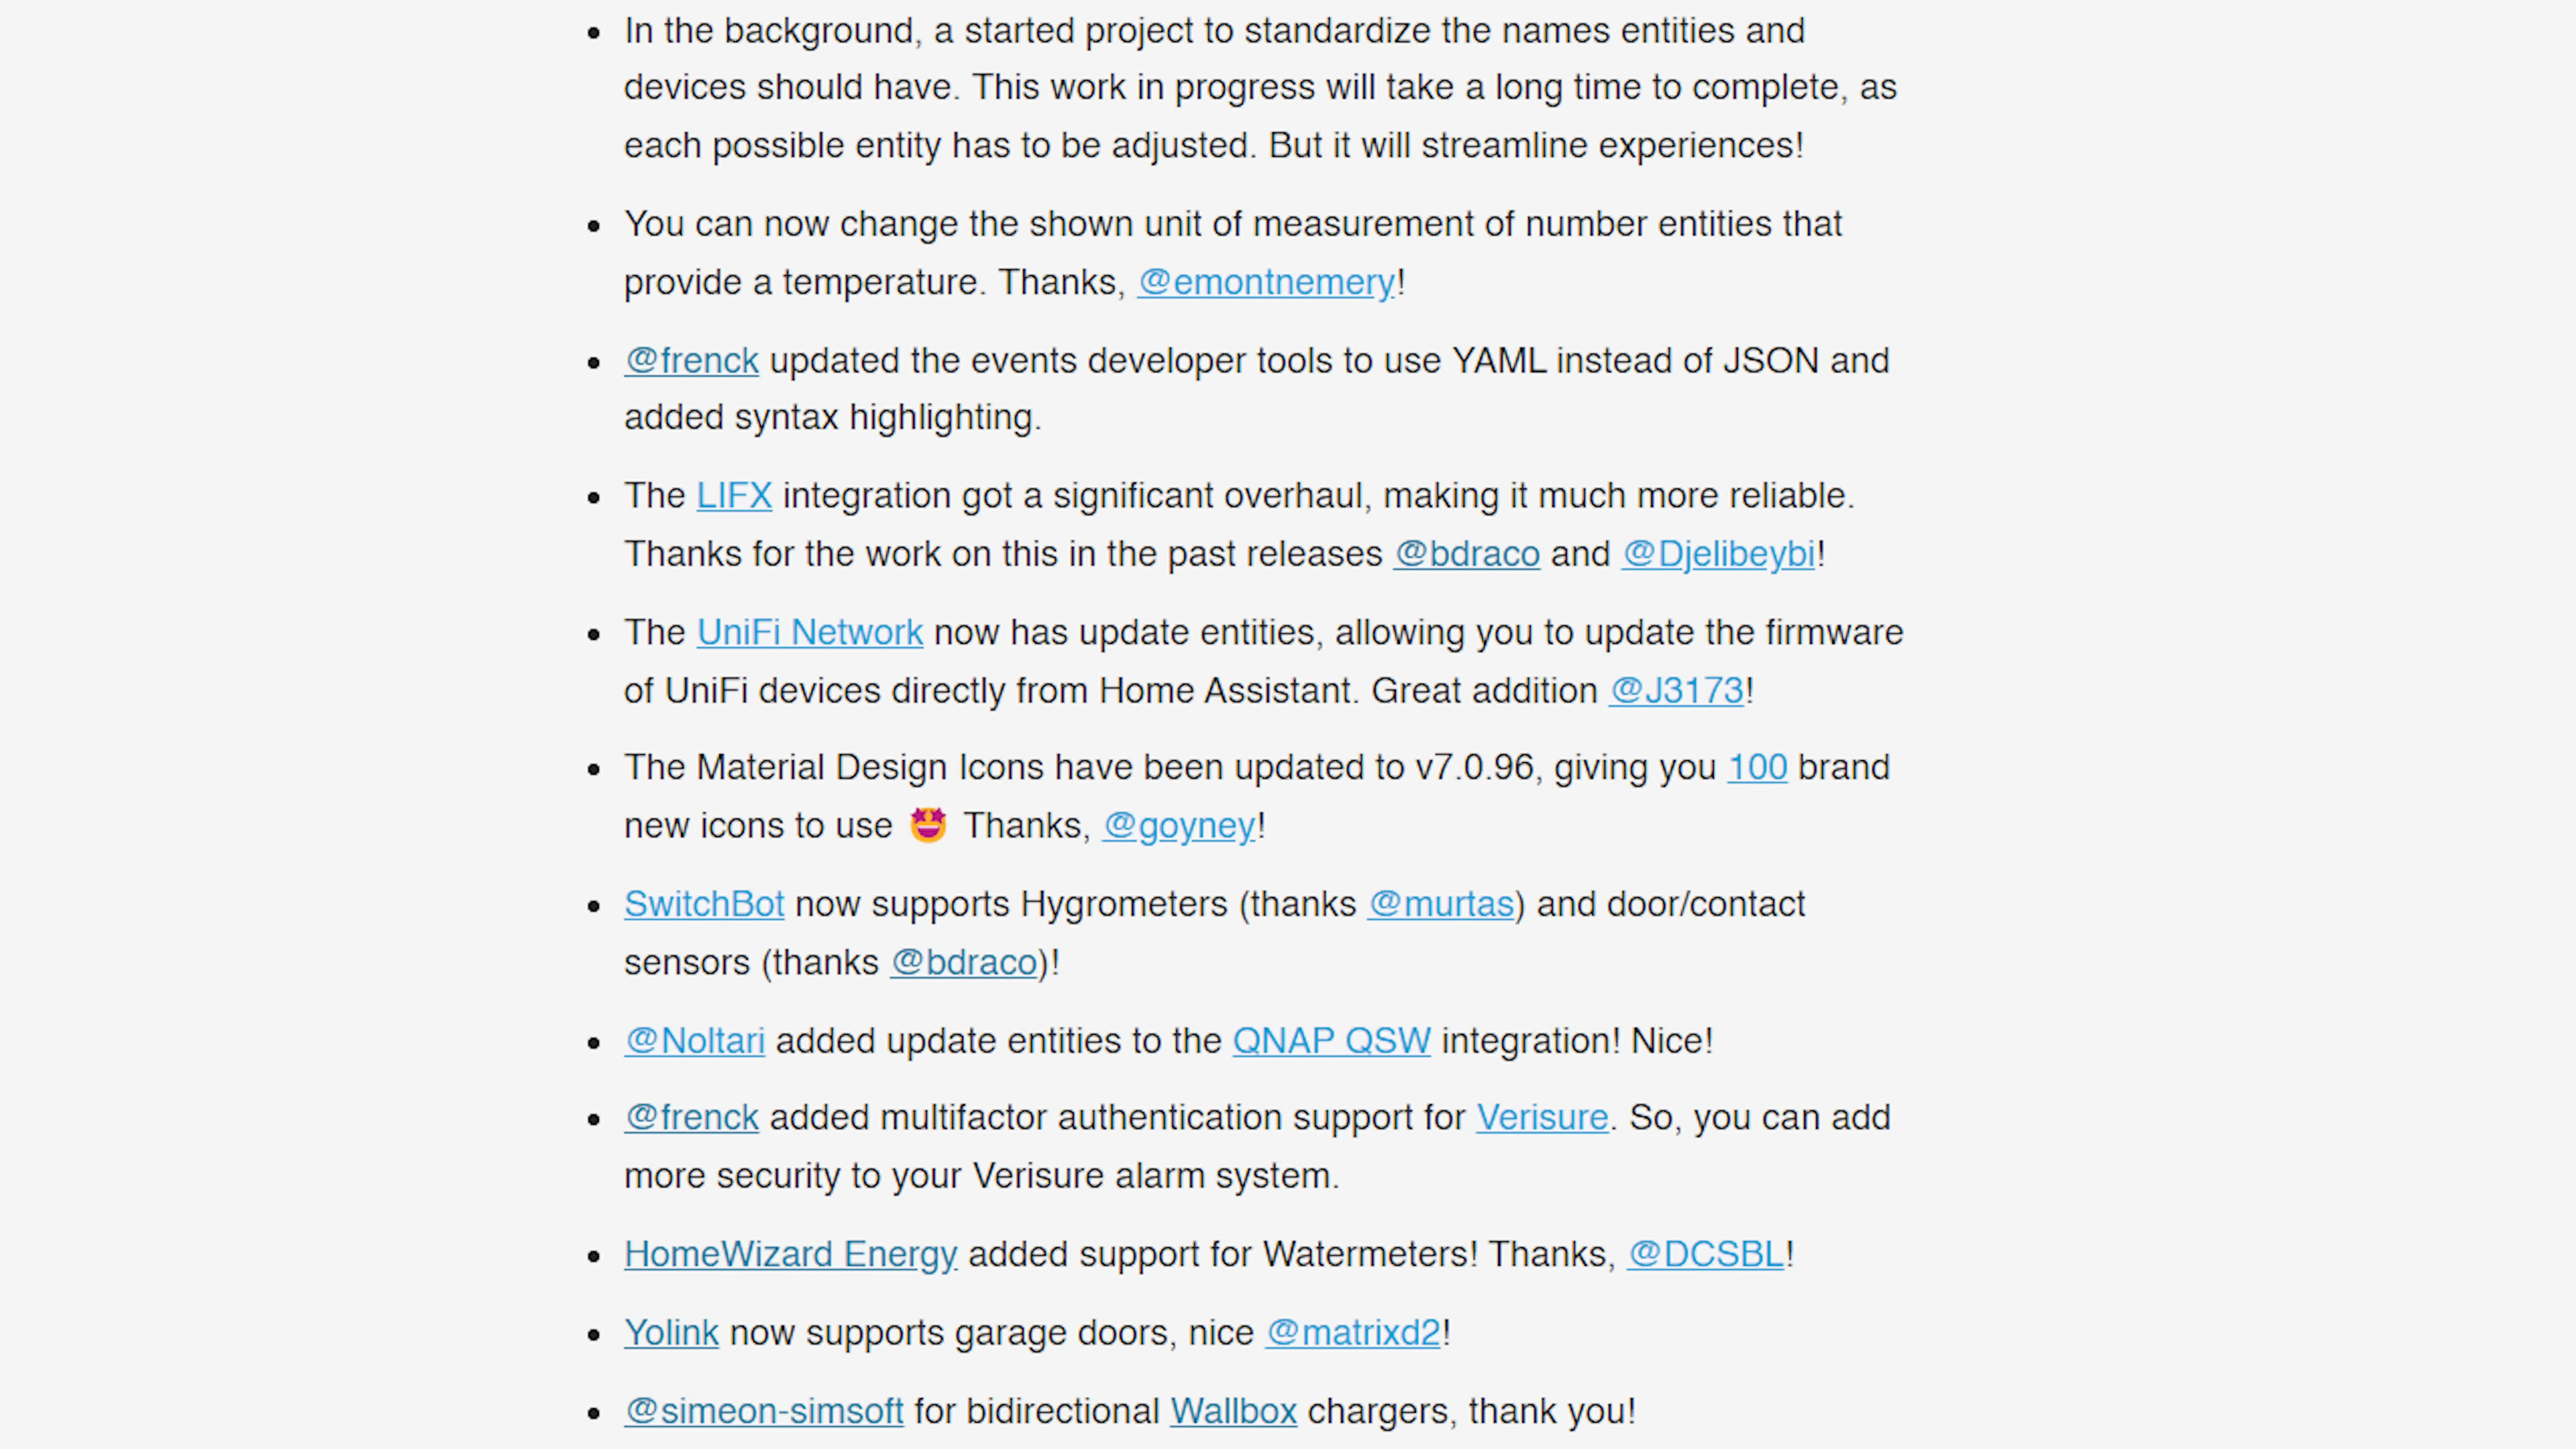 In the background, a started project to standardize the names entities and
devices should have. This work in progress will take a long time to complete, as
each possible entity has to be adjusted. But it will streamline experiences!
You can now change the shown unit of measurement of number entities that
provide a temperature. Thanks, @emontnemery!
@frenck updated the events developer tools to use YAML instead of JSON and
added syntax highlighting.
The LIFX integration got a significant overhaul, making it much more reliable.
Thanks for the work on this in the past releases @bdraco and @Djelibeybi!
The UniFi Network now has update entities, allowing you to update the firmware
of UniFi devices directly from Home Assistant. Great addition @J3173!
The Material Design Icons have been updated to v7.0.96, giving you 100 brand
new icons to use 🤩 Thanks, @goyney!
SwitchBot now supports Hygrometers (thanks @murtas) and door/contact
sensors (thanks @bdraco)!
@Noltari added update entities to the QNAP QSW integration! Nice!
@frenck added multifactor authentication support for Verisure. So, you can add
more security to your Verisure alarm system.
HomeWizard Energy added support for Watermeters! Thanks, @DCSBL!
Yolink now supports garage doors, nice @matrixd2!
@simeon-simsoft for bidirectional Wallbox chargers, thank you!